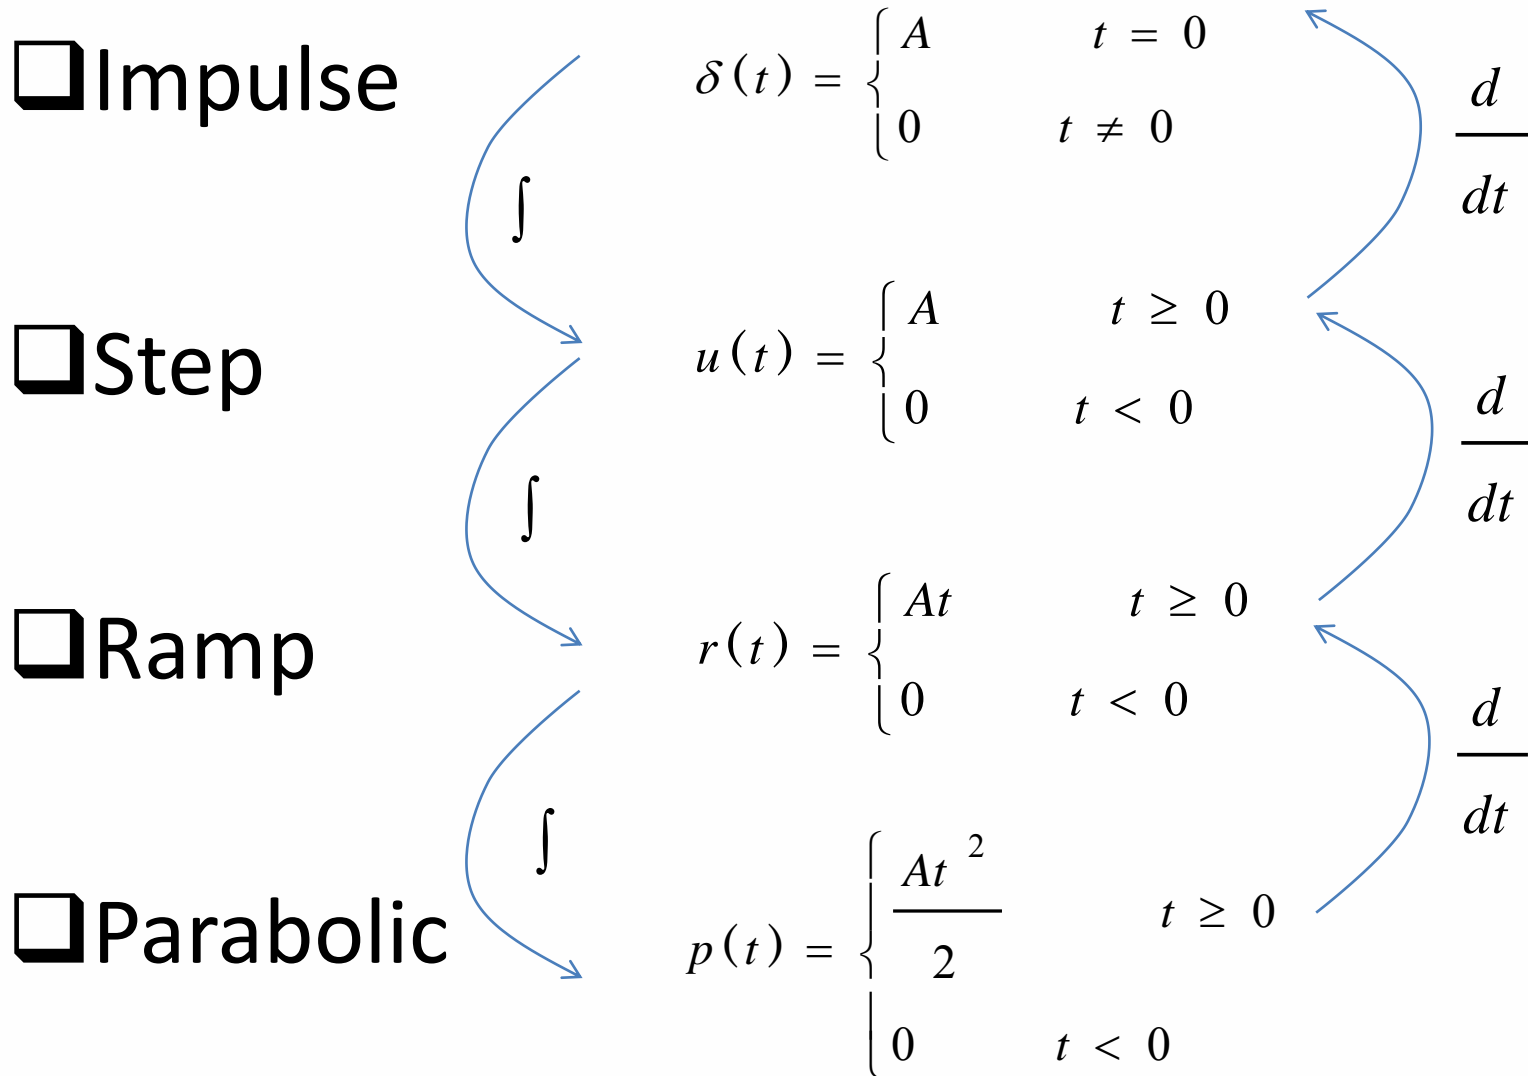 ❑Impulse
δ(t) = { A t = 0
0 t ≠ 0
d/dt
∫
❑Step
u(t) = { A t ≥ 0
0 t < 0
d/dt
∫
❑Ramp
r(t) = { At t ≥ 0
0 t < 0
d/dt
∫
❑Parabolic
p(t) = { At²/2 t ≥ 0
0 t < 0